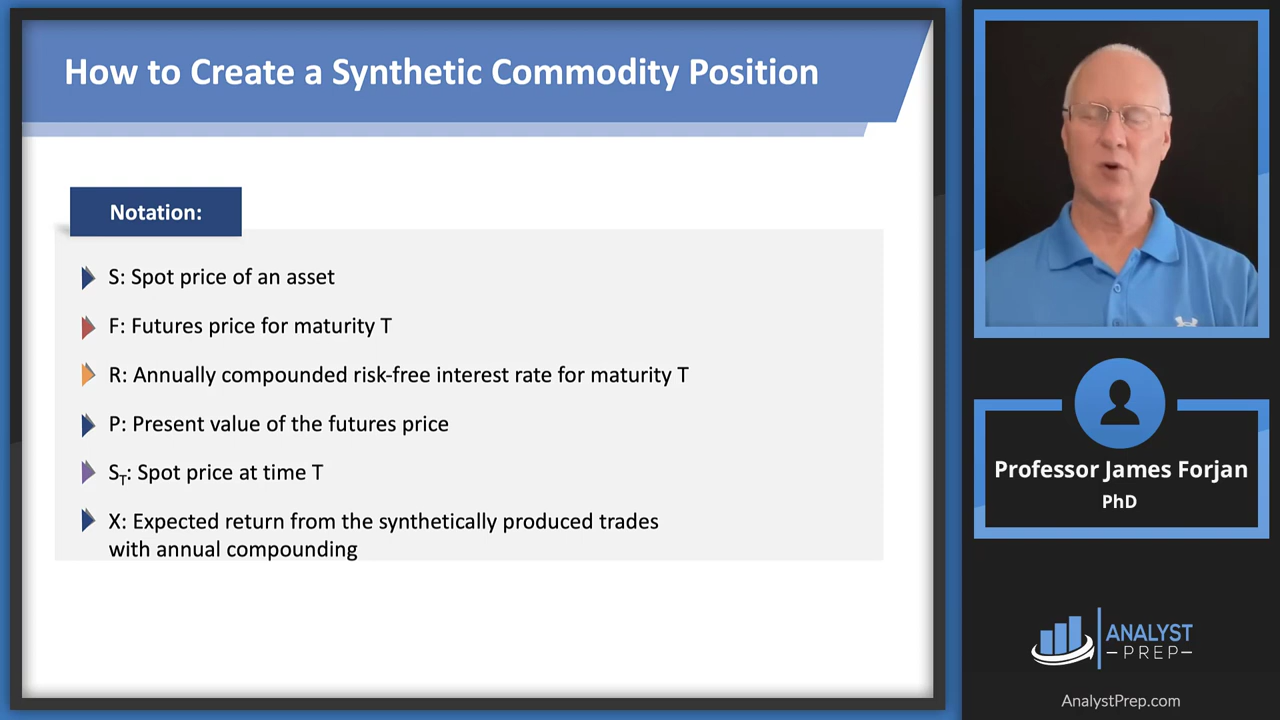 How to Create a Synthetic Commodity Position
Notation:
S: Spot price of an asset
F: Futures price for maturity T
R: Annually compounded risk-free interest rate for maturity T
P: Present value of the futures price
S_T: Spot price at time T
X: Expected return from the synthetically produced trades
with annual compounding
Professor James Forjan
PhD
ANALYST
–PREP–
AnalystPrep.com